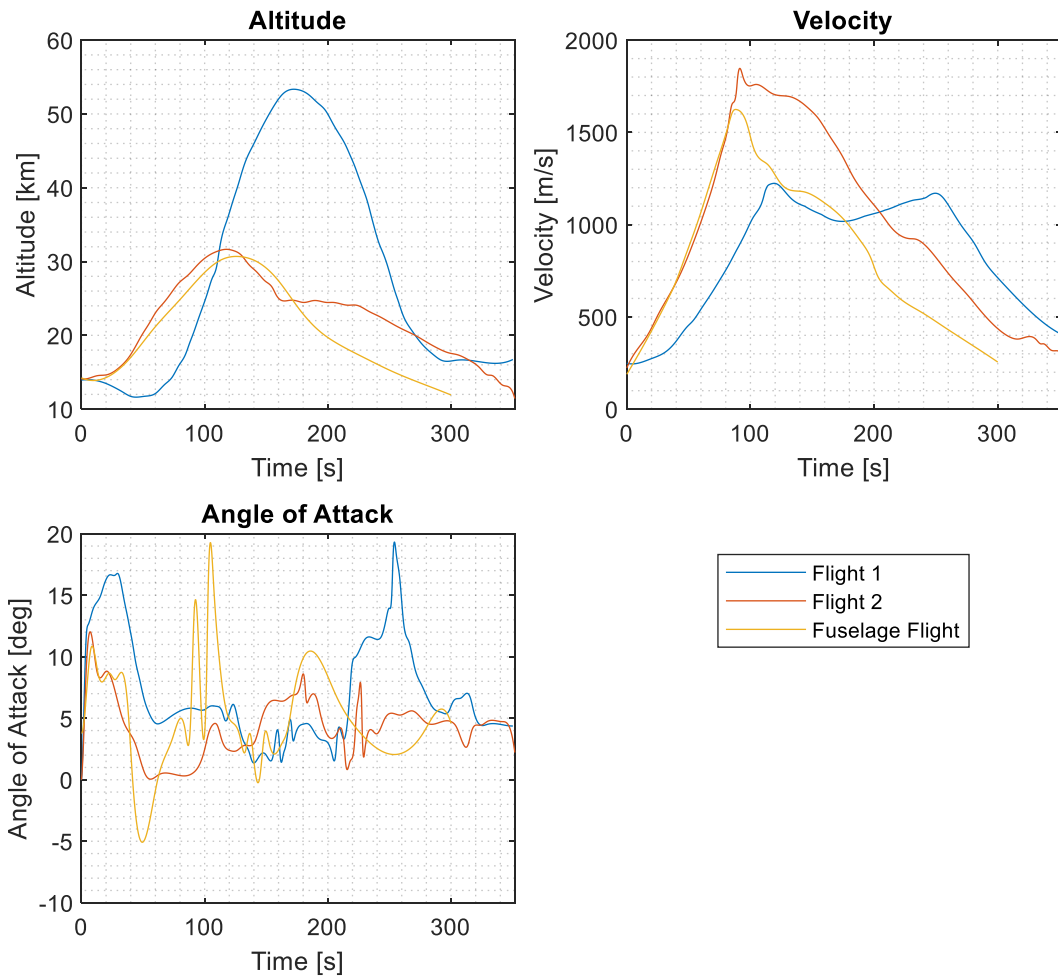 Altitude
60
50
40
30
20
10
0
100
200
300
Altitude [km]
Time [s]
Velocity
2000
1500
1000
500
0
0
100
200
300
Velocity [m/s]
Time [s]
Angle of Attack
20
15
10
5
0
-5
-10
0
100
200
300
Angle of Attack [deg]
Time [s]
Flight 1
Flight 2
Fuselage Flight